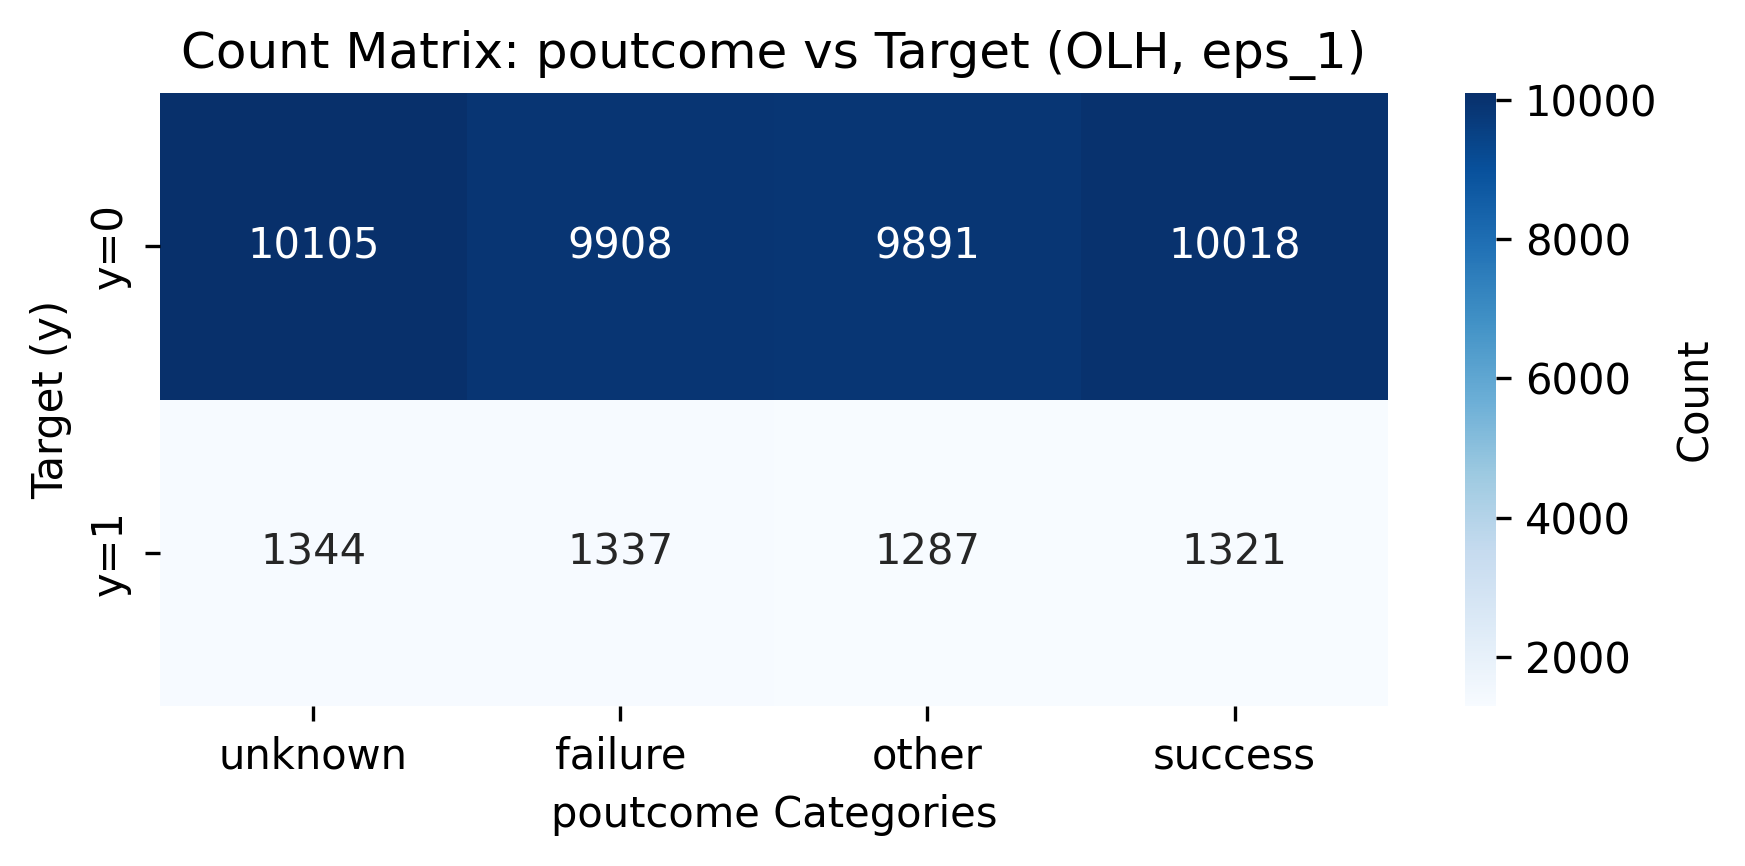 Count Matrix: poutcome vs Target (OLH, eps_1)
Target (y)
y=0
10105 9908 9891 10018
y=1
1344 1337 1287 1321
unknown failure other success
poutcome Categories
10000
8000
6000
4000
2000
Count